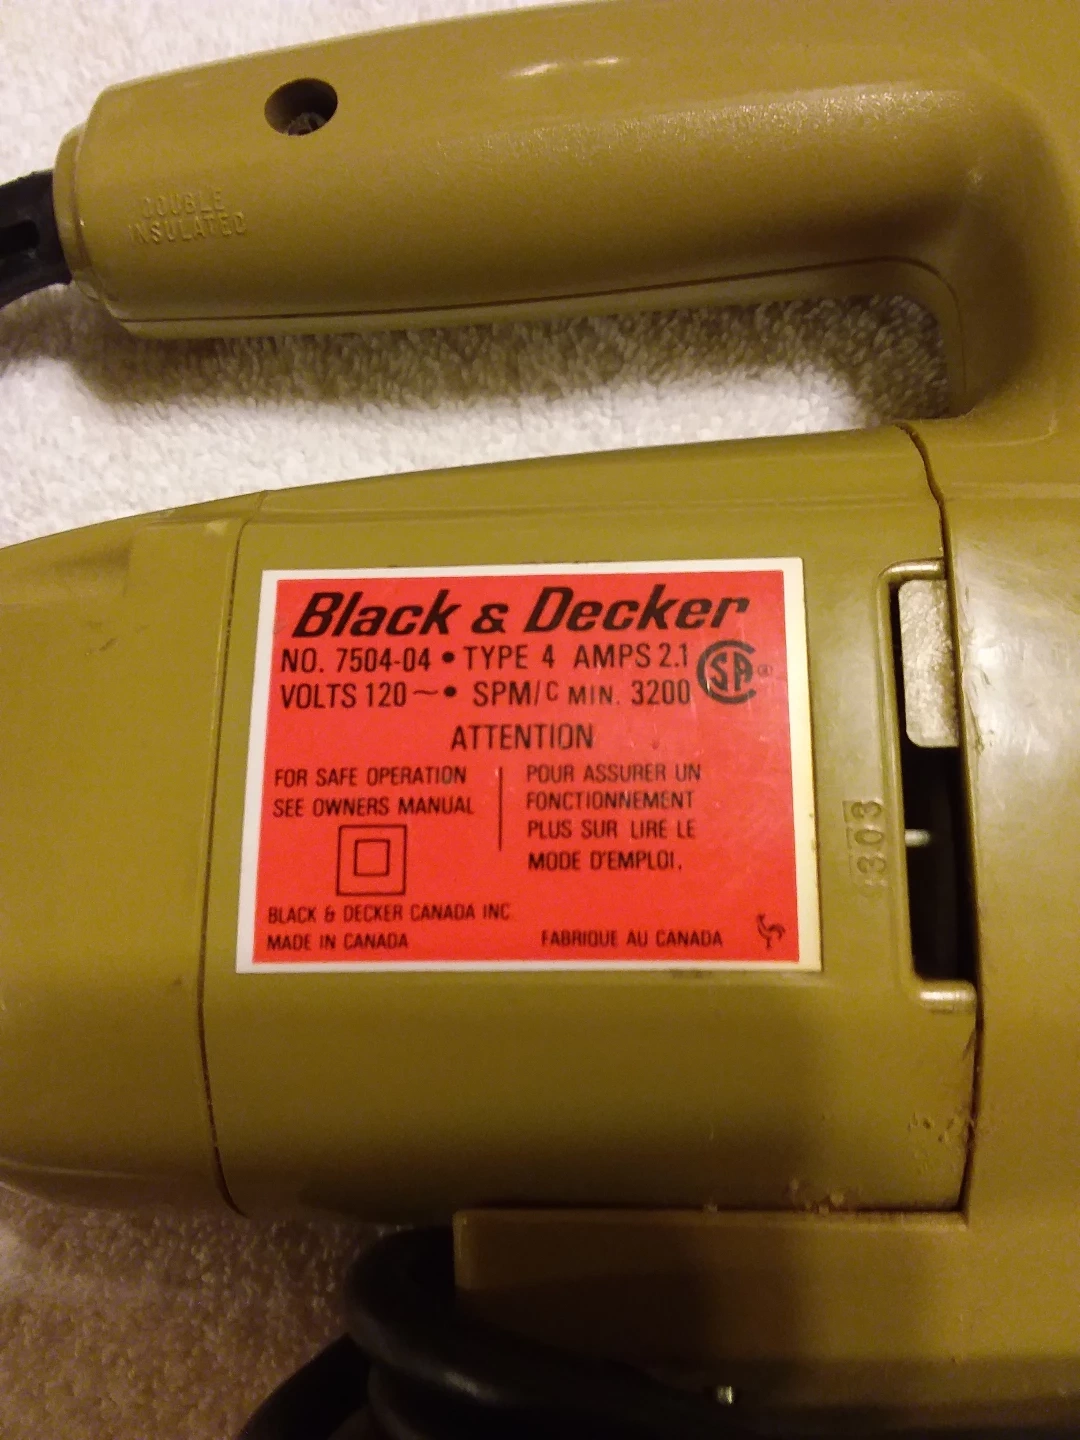 DOUBLE
INSULATED
Black & Decker
NO. 7504-04 • TYPE 4 AMPS 2.1
VOLTS 120 ~ • SPM/C MIN. 3200
CSA ®
ATTENTION
FOR SAFE OPERATION
SEE OWNERS MANUAL
POUR ASSURER UN
FONCTIONNEMENT
PLUS SUR LIRE LE
MODE D'EMPLOI.
BLACK & DECKER CANADA INC.
MADE IN CANADA
FABRIQUE AU CANADA